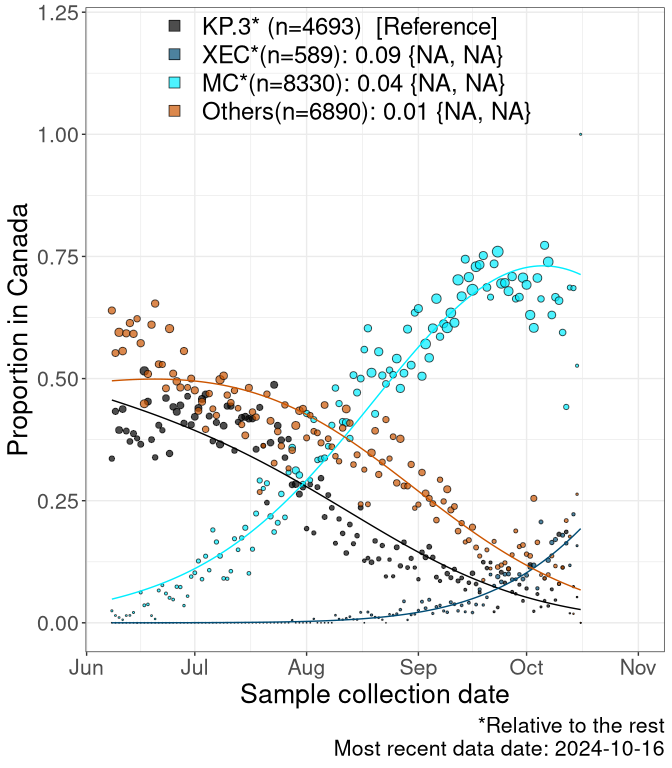 KP.3* (n=4693)  [Reference]
XEC*(n=589): 0.09 {NA, NA}
MC*(n=8330): 0.04 {NA, NA}
Others(n=6890): 0.01 {NA, NA}
1.25
1.00
0.75
0.50
0.25
0.00
Proportion in Canada
Jun Jul Aug Sep Oct Nov
Sample collection date
*Relative to the rest
Most recent data date: 2024-10-16